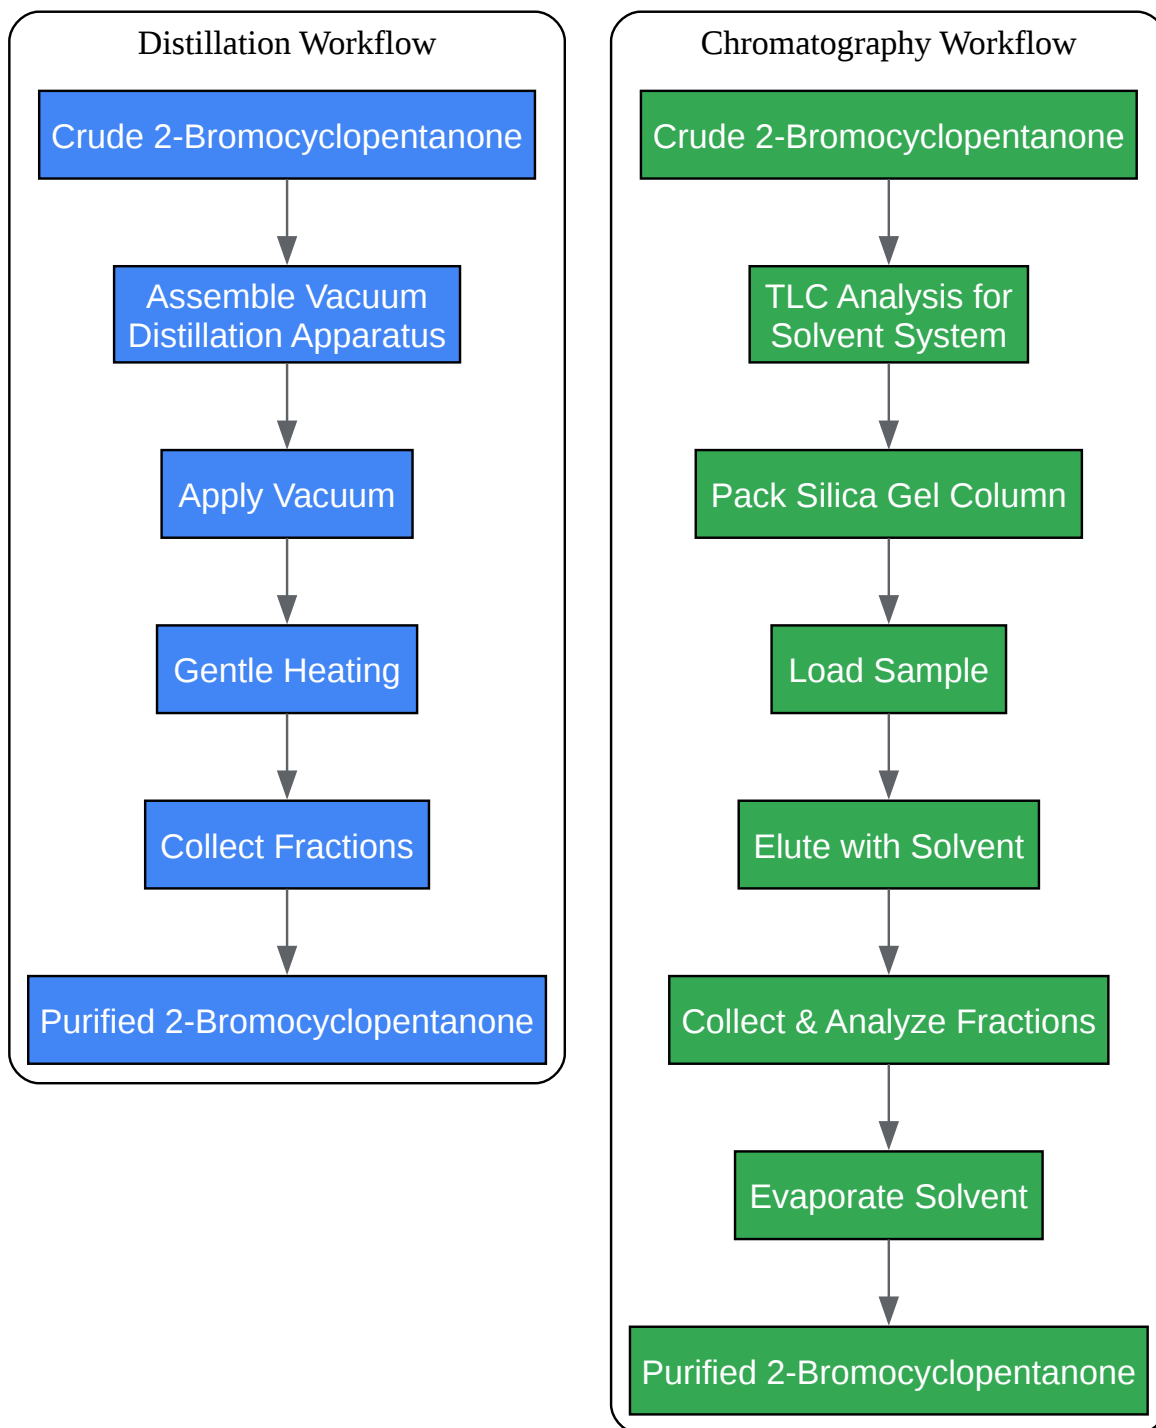 Distillation Workflow
Crude 2-Bromocyclopentanone
Assemble Vacuum
Distillation Apparatus
Apply Vacuum
Gentle Heating
Collect Fractions
Purified 2-Bromocyclopentanone
Chromatography Workflow
Crude 2-Bromocyclopentanone
TLC Analysis for
Solvent System
Pack Silica Gel Column
Load Sample
Elute with Solvent
Collect & Analyze Fractions
Evaporate Solvent
Purified 2-Bromocyclopentanone